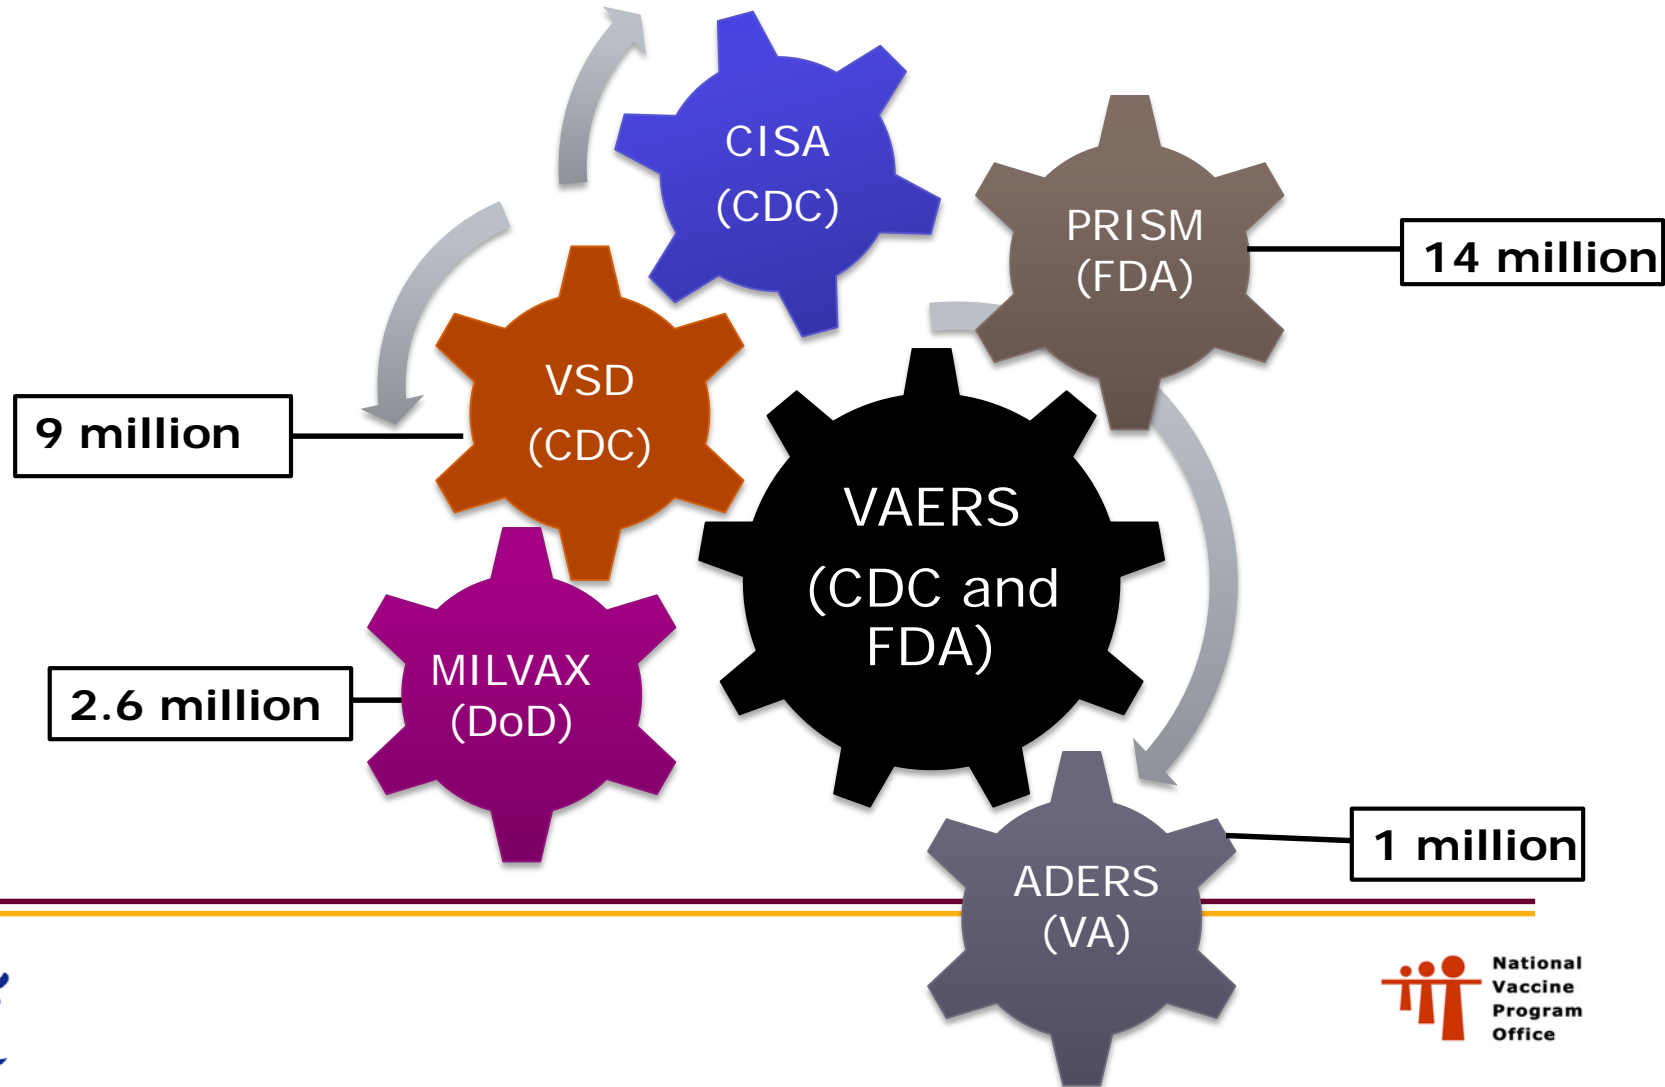 CISA
(CDC)
PRISM
(FDA)
14 million
VSD
(CDC)
9 million
VAERS
(CDC and
FDA)
MILVAX
(DoD)
2.6 million
1 million
ADERS
(VA)
National
Vaccine
Program
Office